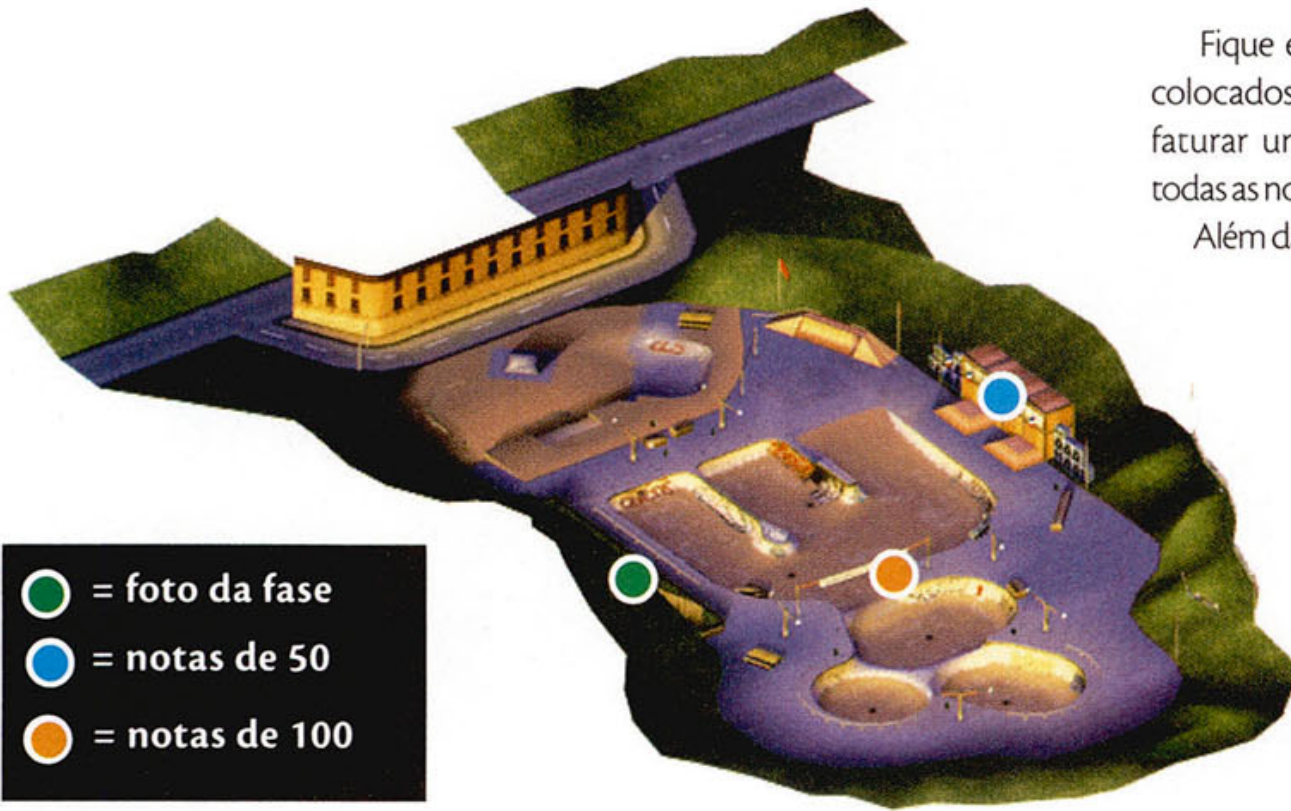 Fique e
colocados
faturar ur
todas as no
Além d
= foto da fase
= notas de 50
= notas de 100